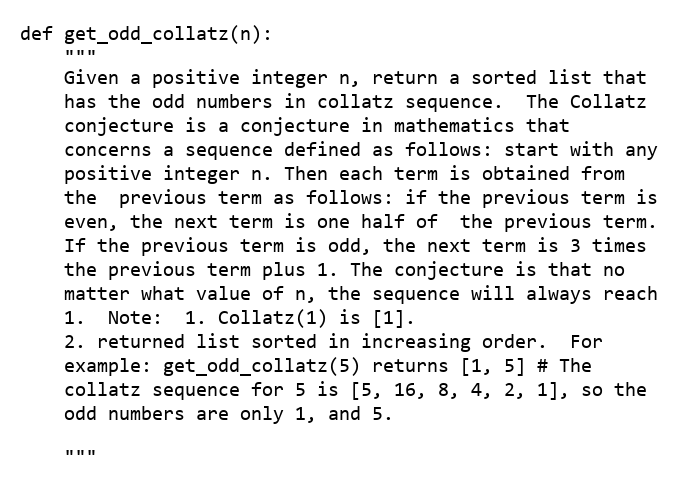 def get_odd_collatz(n):
    """
    Given a positive integer n, return a sorted list that
    has the odd numbers in collatz sequence.  The Collatz
    conjecture is a conjecture in mathematics that
    concerns a sequence defined as follows: start with any
    positive integer n. Then each term is obtained from
    the  previous term as follows: if the previous term is
    even, the next term is one half of  the previous term.
    If the previous term is odd, the next term is 3 times
    the previous term plus 1. The conjecture is that no
    matter what value of n, the sequence will always reach
    1.  Note:  1. Collatz(1) is [1].
    2. returned list sorted in increasing order.  For
    example: get_odd_collatz(5) returns [1, 5] # The
    collatz sequence for 5 is [5, 16, 8, 4, 2, 1], so the
    odd numbers are only 1, and 5.
    """